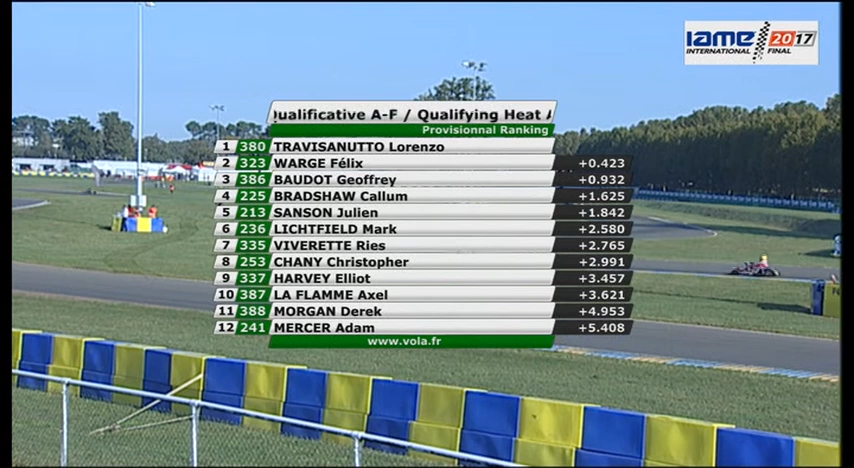 IAME 2017
INTERNATIONAL FINAL
Qualificative A-F / Qualifying Heat A
Provisionnal Ranking
1 380 TRAVISANUTTO Lorenzo
2 323 WARGE Félix +0.423
3 386 BAUDOT Geoffrey +0.932
4 225 BRADSHAW Callum +1.625
5 213 SANSON Julien +1.842
6 236 LICHTFIELD Mark +2.580
7 335 VIVERETTE Ries +2.765
8 253 CHANY Christopher +2.991
9 337 HARVEY Elliot +3.457
10 387 LA FLAMME Axel +3.621
11 388 MORGAN Derek +4.953
12 241 MERCER Adam +5.408
www.vola.fr